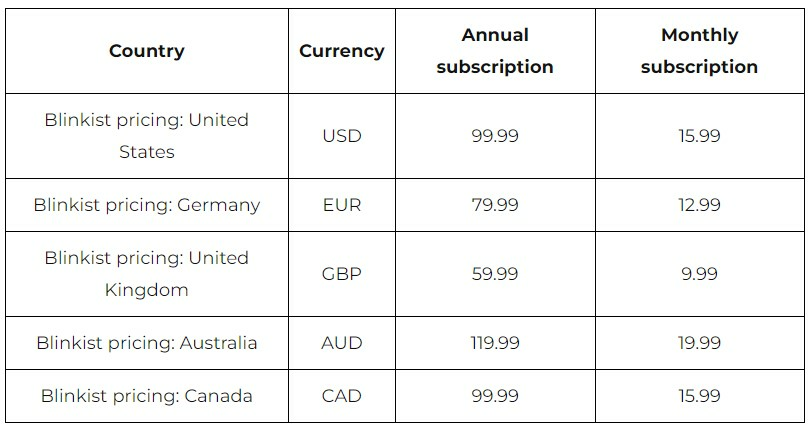 Country Currency Annual subscription Monthly subscription
Blinkist pricing: United States USD 99.99 15.99
Blinkist pricing: Germany EUR 79.99 12.99
Blinkist pricing: United Kingdom GBP 59.99 9.99
Blinkist pricing: Australia AUD 119.99 19.99
Blinkist pricing: Canada CAD 99.99 15.99